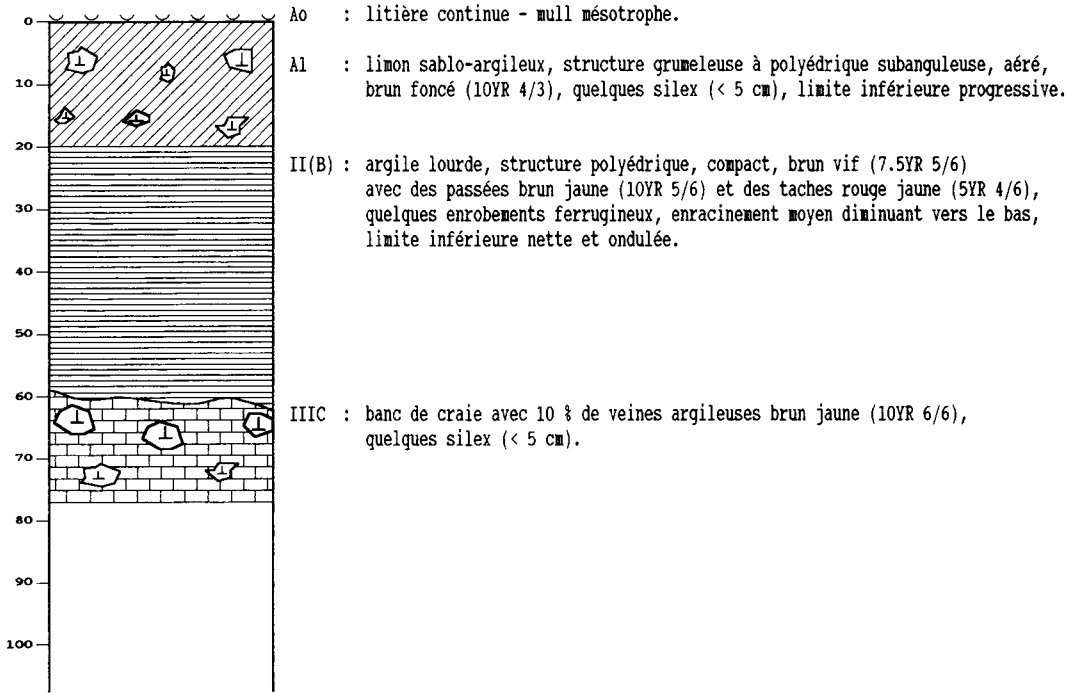 Ao : litière continue - mull mésotrophe.
A1 : limon sablo-argileux, structure grumeleuse à polyédrique subanguleuse, aéré,
brun foncé (10YR 4/3), quelques silex (< 5 cm), limite inférieure progressive.
II(B) : argile lourde, structure polyédrique, compact, brun vif (7.5YR 5/6)
avec des passées brun jaune (10YR 5/6) et des taches rouge jaune (5YR 4/6),
quelques enrobements ferrugineux, enracinement moyen diminuant vers le bas,
limite inférieure nette et ondulée.
IIIC : banc de craie avec 10 % de veines argileuses brun jaune (10YR 6/6),
quelques silex (< 5 cm).
0
10
20
30
40
50
60
70
80
90
100